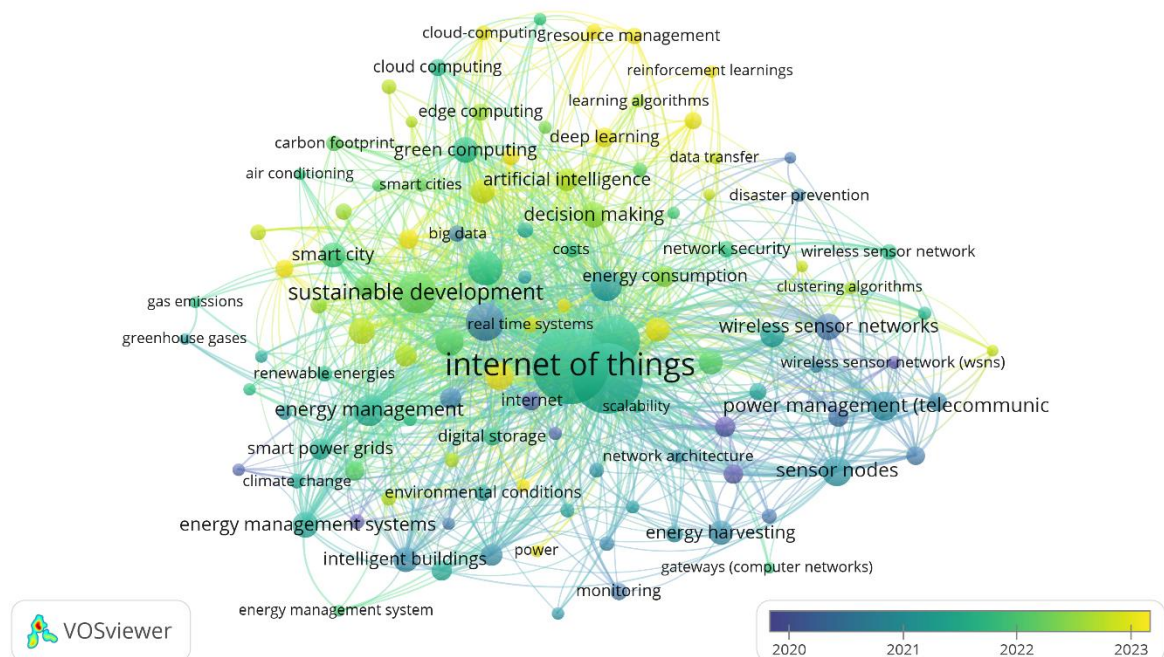 cloud-computing
resource management
cloud computing
reinforcement learnings
learning algorithms
edge computing
deep learning
carbon footprint
green computing
data transfer
air conditioning
smart cities
artificial intelligence
disaster prevention
decision making
big data
smart city
costs
network security
wireless sensor network
energy consumption
clustering algorithms
sustainable development
gas emissions
real time systems
wireless sensor networks
greenhouse gases
internet of things
wireless sensor network (wsns)
renewable energies
internet
scalability
power management (telecommunic
energy management
digital storage
smart power grids
network architecture
sensor nodes
climate change
environmental conditions
energy management systems
energy harvesting
intelligent buildings
power
gateways (computer networks)
monitoring
energy management system
VOSviewer
2020 2021 2022 2023